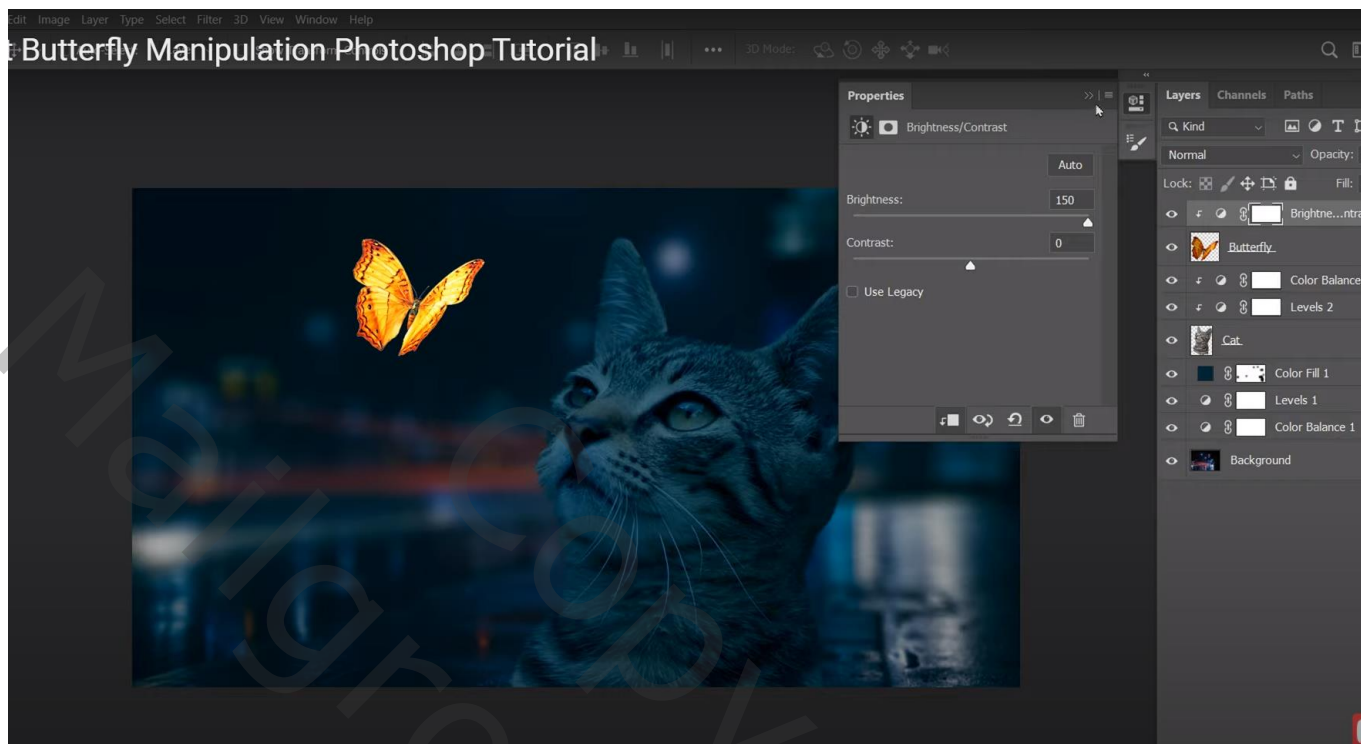 Edit Image Layer Type Select Filter 3D View Window Help
t Butterfly Manipulation Photoshop Tutorial
3D Mode:
Properties
Brightness/Contrast
Auto
Brightness: 150
Contrast: 0
Use Legacy
Layers Channels Paths
Kind
Normal Opacity:
Lock: Fill:
Brightne...ntra
Butterfly
Color Balance
Levels 2
Cat
Color Fill 1
Levels 1
Color Balance 1
Background
Copy
Mailgr